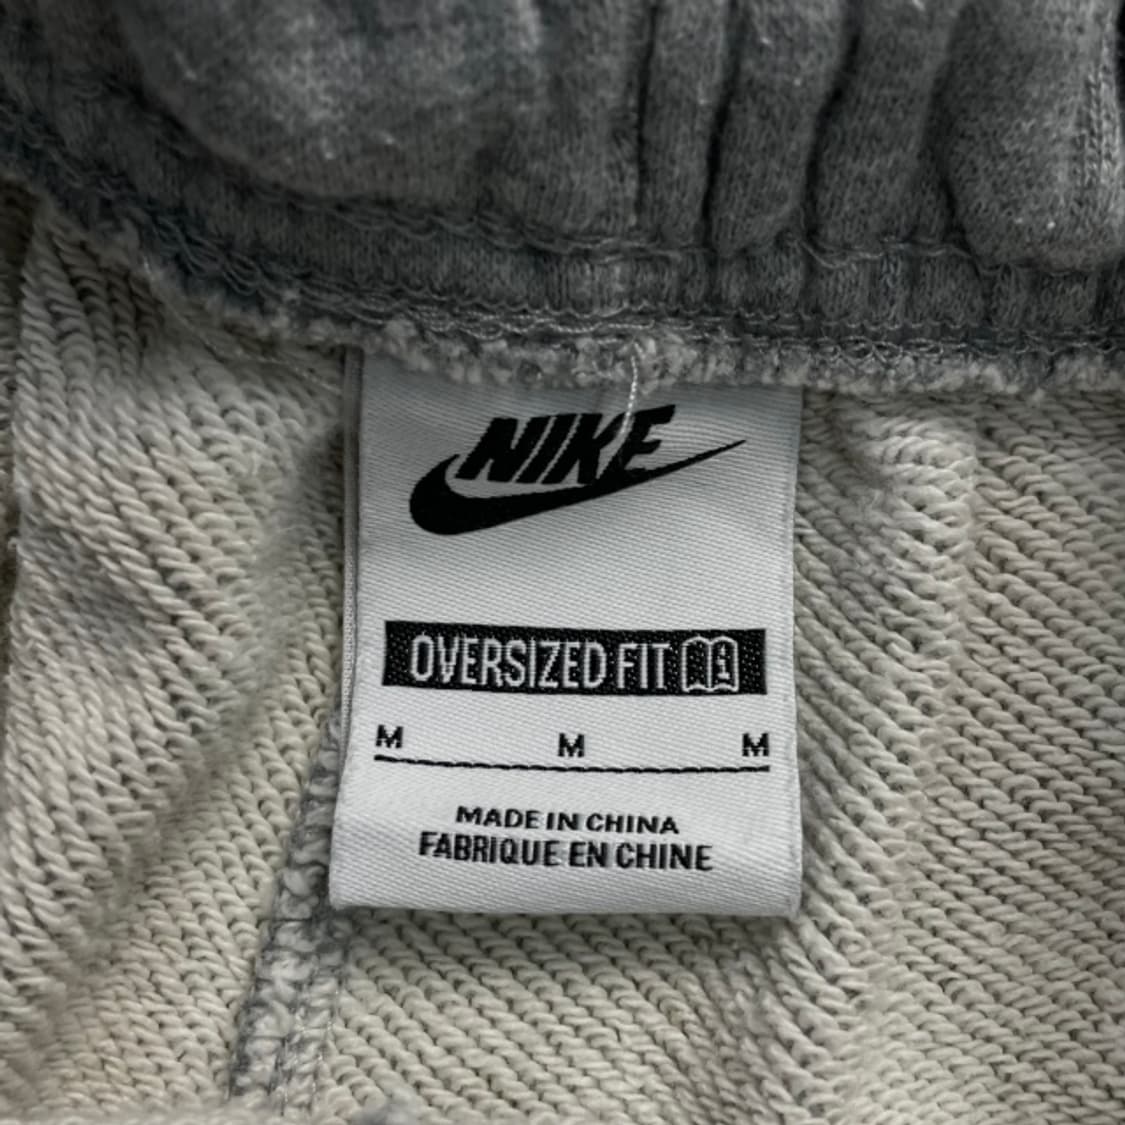 NIKE
OVERSIZED FIT
M M M
MADE IN CHINA
FABRIQUE EN CHINE